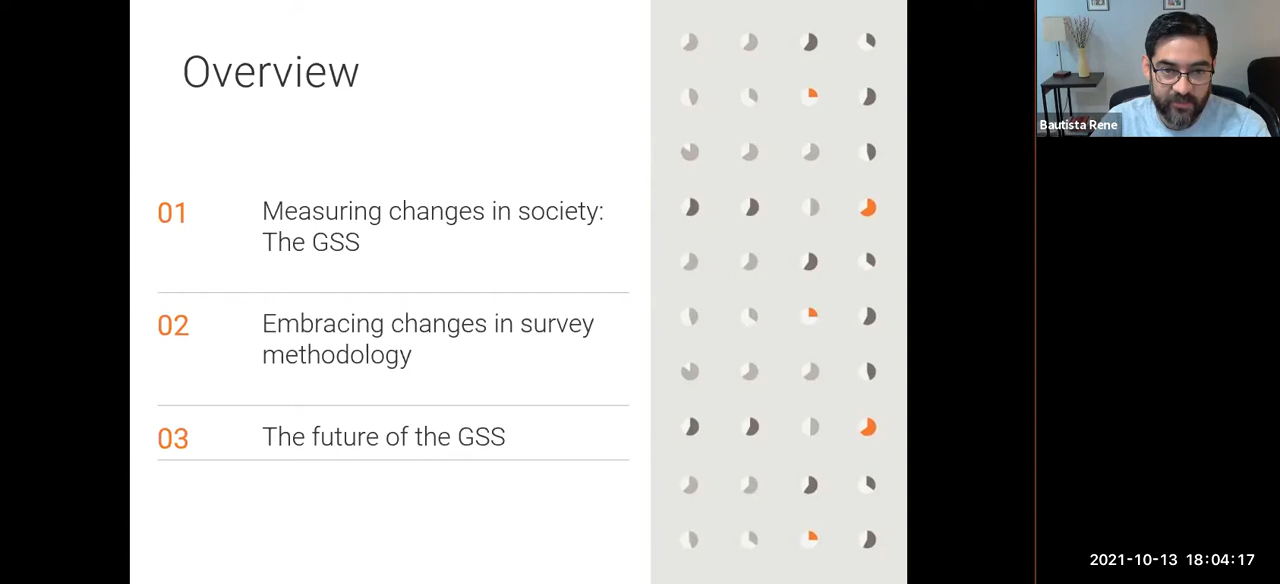 Overview
01
Measuring changes in society:
The GSS
02
Embracing changes in survey
methodology
03
The future of the GSS
Bautista Rene
2021-10-13 18:04:17